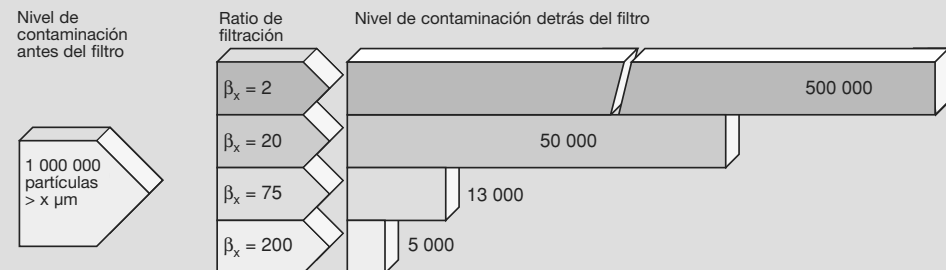 Nivel de
contaminación
antes del filtro
Ratio de
filtración
Nivel de contaminación detrás del filtro
1 000 000
partículas
> x µm
βx = 2
500 000
βx = 20
50 000
βx = 75
13 000
βx = 200
5 000